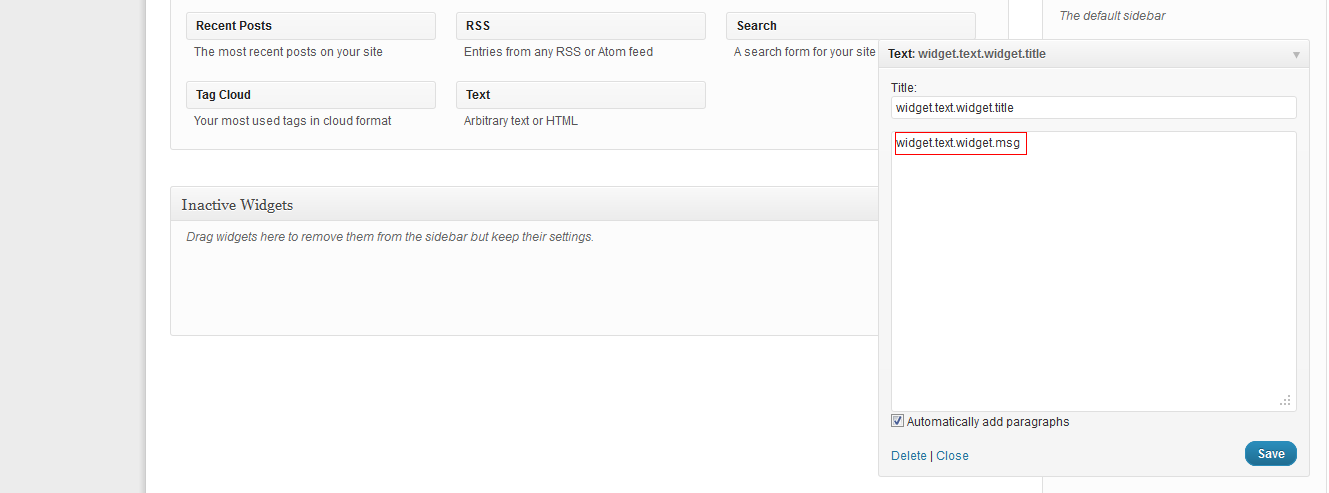 Recent Posts
The most recent posts on your site
RSS
Entries from any RSS or Atom feed
Search
A search form for your site
Tag Cloud
Your most used tags in cloud format
Text
Arbitrary text or HTML
Inactive Widgets
Drag widgets here to remove them from the sidebar but keep their settings.
The default sidebar
Text: widget.text.widget.title
Title:
widget.text.widget.title
widget.text.widget.msg
Automatically add paragraphs
Delete | Close
Save